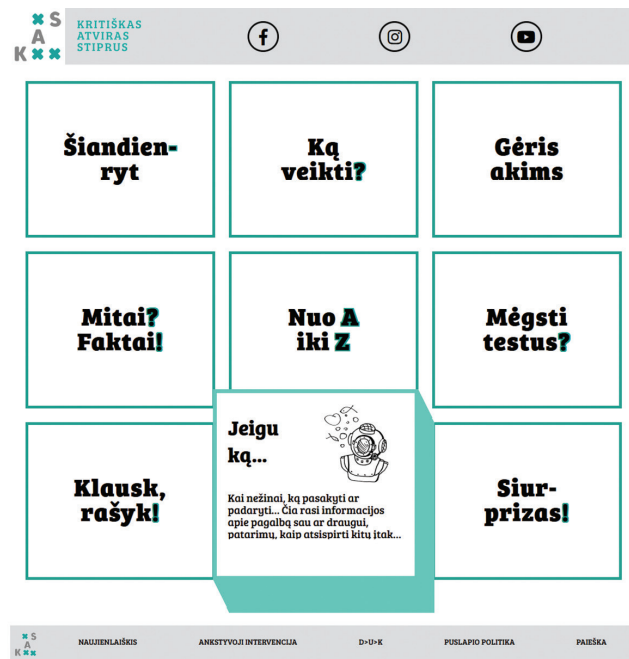 S
A
K
KRITIŠKAS
ATVIRAS
STIPRUS
Šiandien-
ryt
Ką
veikti?
Gėris
akims
Mitai?
Faktai!
Nuo A
iki Z
Mėgsti
testus?
Klausk,
rašyk!
Jeigu
ką...
Kai nežinai, ką pasakyti ar
padaryti... Čia rasi informacijos
apie pagalbą sau ar draugui,
patarimų, kaip atsispirti kitų įtak...
Siur-
prizas!
S
A
K
NAUJIENLAIŠKIS
ANKSTYVOJI INTERVENCIJA
D>U>K
PUSLAPIO POLITIKA
PAIEŠKA